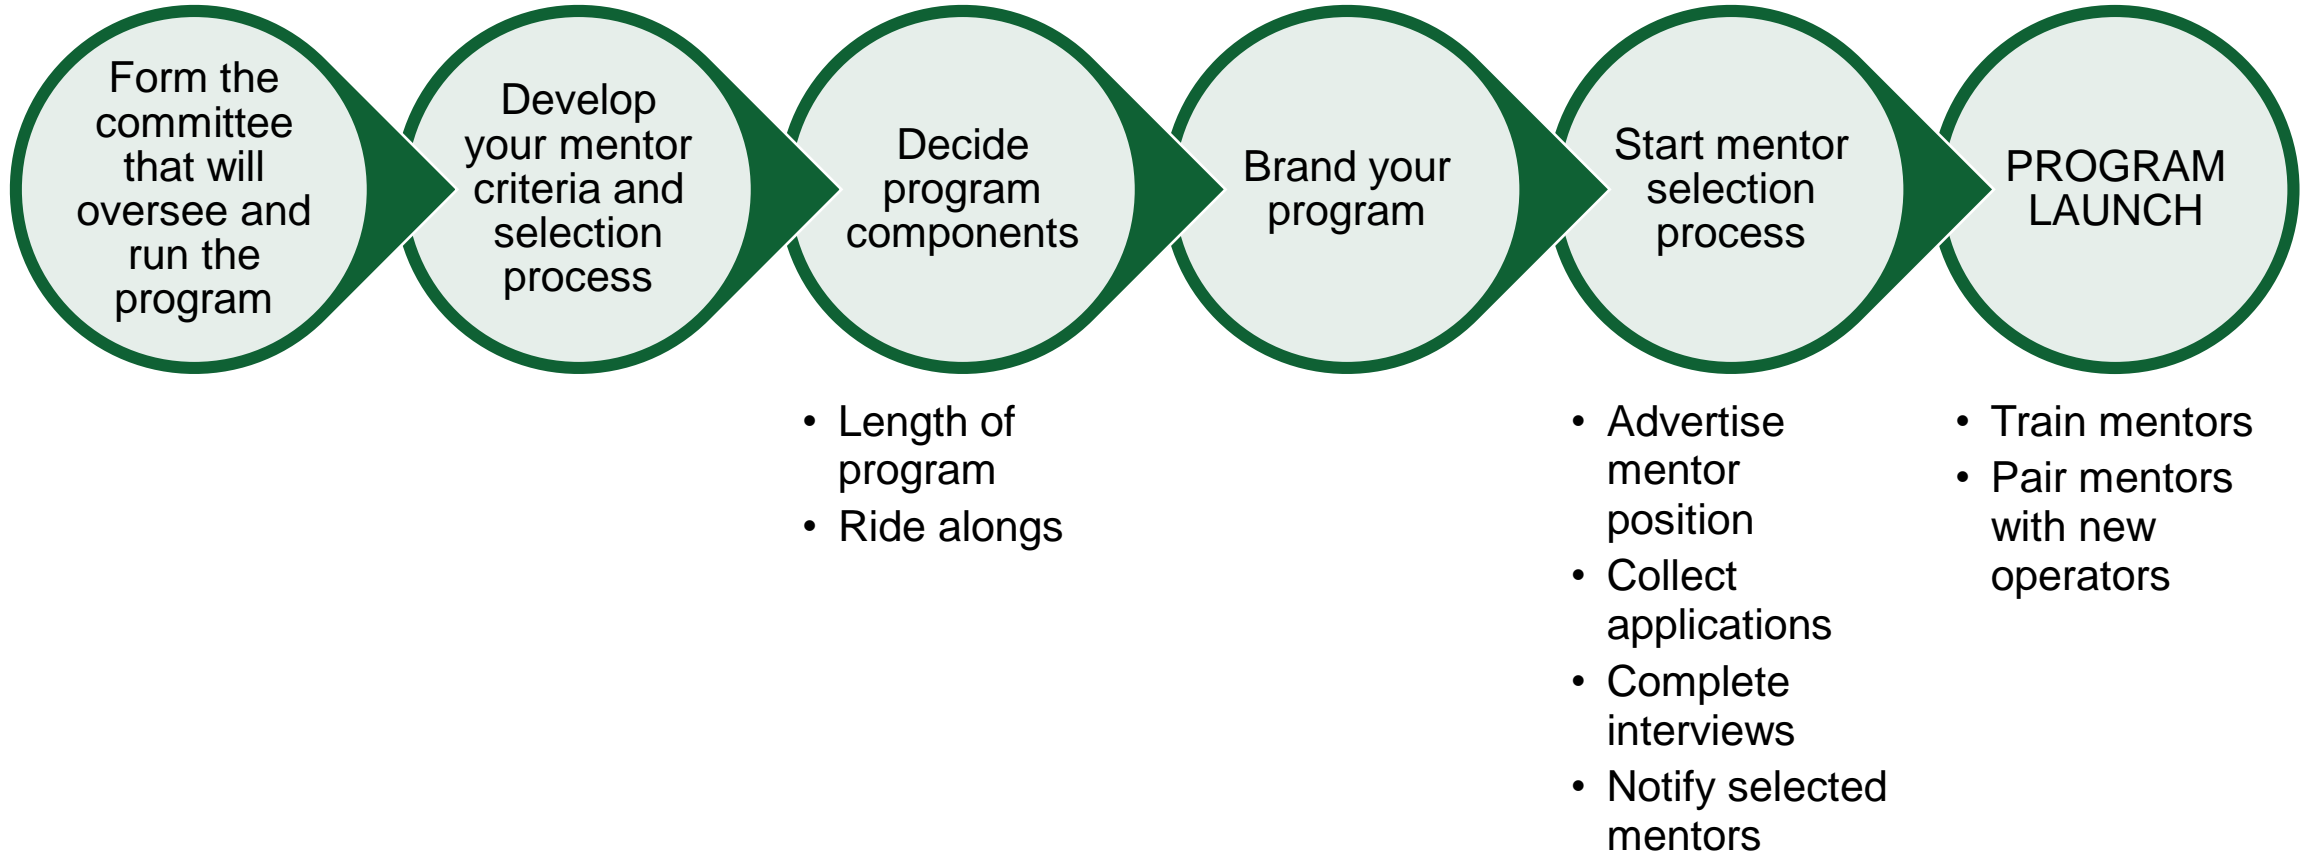 Form the
committee
that will
oversee and
run the
program
Develop
your mentor
criteria and
selection
process
Decide
program
components
Brand your
program
Start mentor
selection
process
PROGRAM
LAUNCH
• Length of
program
• Ride alongs
• Advertise
mentor
position
• Collect
applications
• Complete
interviews
• Notify selected
mentors
• Train mentors
• Pair mentors
with new
operators